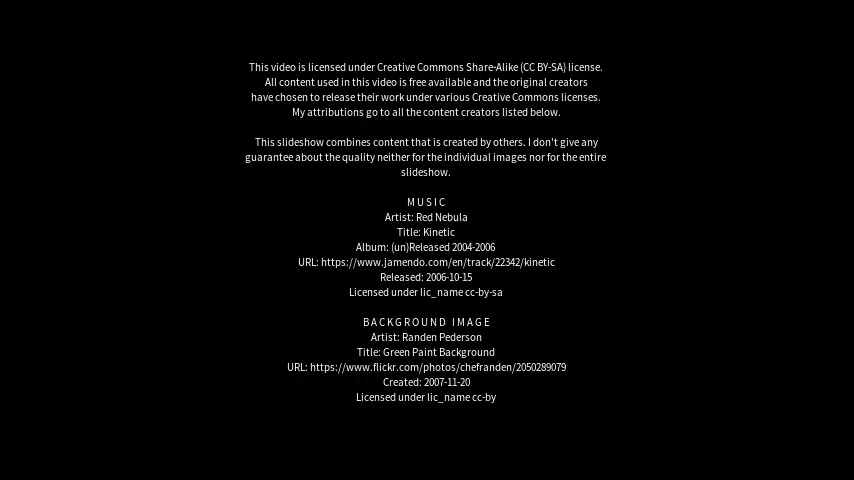 This video is licensed under Creative Commons Share-Alike (CC BY-SA) license.
All content used in this video is free available and the original creators
have chosen to release their work under various Creative Commons licenses.
My attributions go to all the content creators listed below.
This slideshow combines content that is created by others. I don't give any
guarantee about the quality neither for the individual images nor for the entire
slideshow.
MUSIC
Artist: Red Nebula
Title: Kinetic
Album: (un)Released 2004-2006
URL: https://www.jamendo.com/en/track/22342/kinetic
Released: 2006-10-15
Licensed under lic_name cc-by-sa
BACKGROUND IMAGE
Artist: Randen Pederson
Title: Green Paint Background
URL: https://www.flickr.com/photos/chefranden/2050289079
Created: 2007-11-20
Licensed under lic_name cc-by